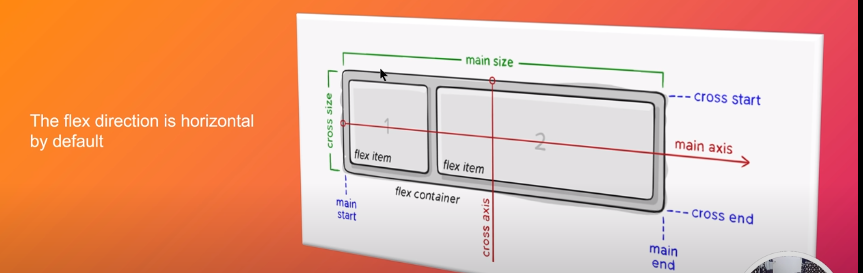 The flex direction is horizontal
by default
main size
cross size
cross start
1
2
main axis
flex item
flex item
flex container
cross axis
main
start
cross end
main
end